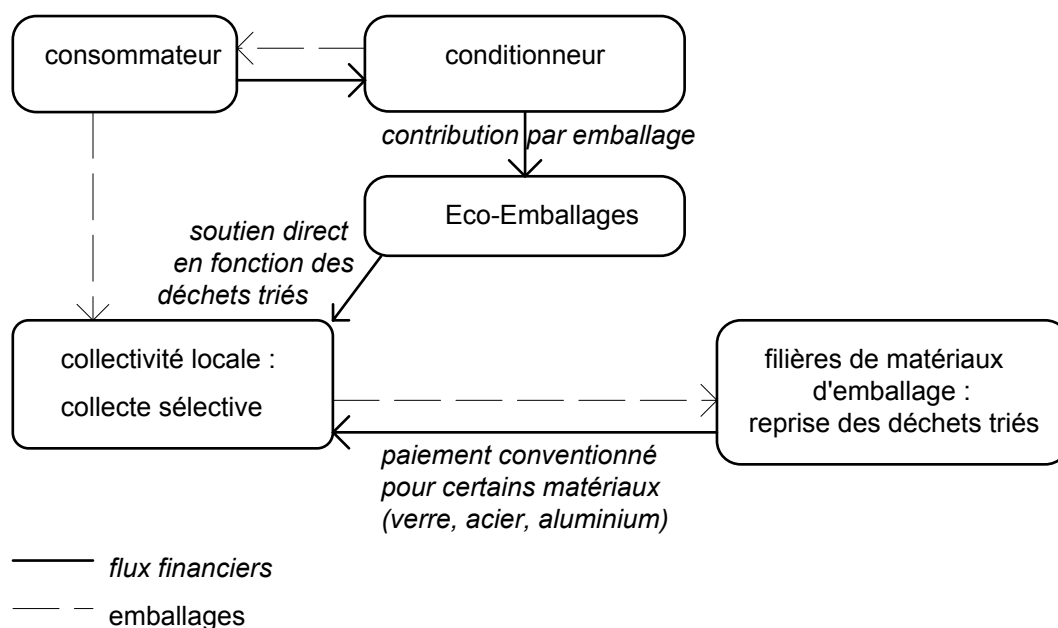 consommateur
conditionneur
contribution par emballage
Eco-Emballages
soutien direct
en fonction des
déchets triés
collectivité locale :
collecte sélective
filières de matériaux
d'emballage :
reprise des déchets triés
paiement conventionné
pour certains matériaux
(verre, acier, aluminium)
flux financiers
emballages